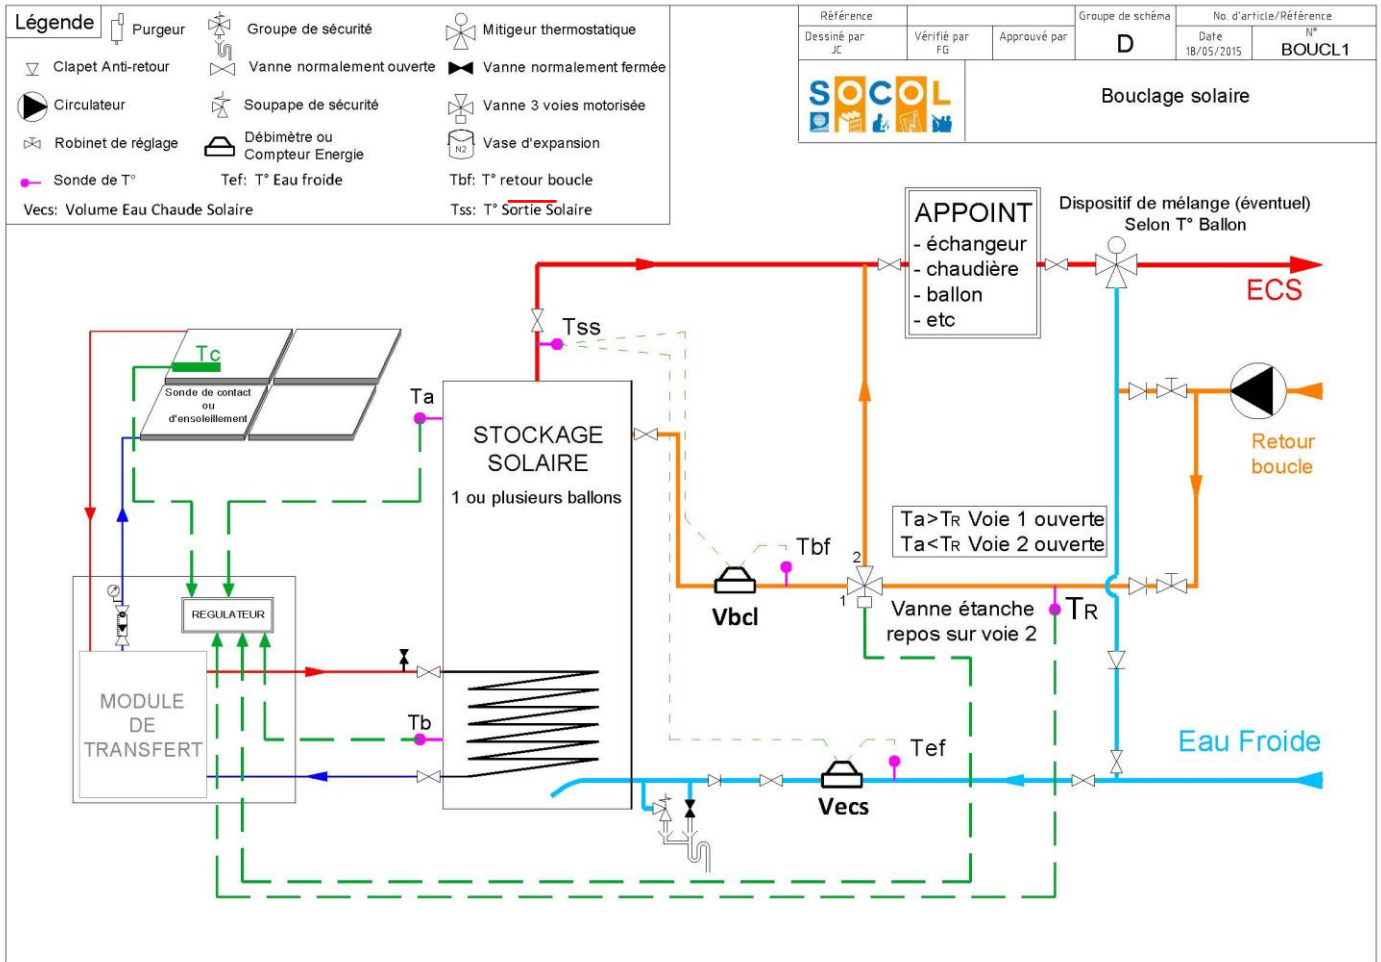 Légende
Purgeur
Groupe de sécurité
Mitigeur thermostatique
Clapet Anti-retour
Vanne normalement ouverte
Vanne normalement fermée
Circulateur
Soupape de sécurité
Vanne 3 voies motorisée
Robinet de réglage
Débimètre ou
Compteur Energie
N2
Vase d'expansion
Sonde de T°
Tef: T° Eau froide
Tbf: T° retour boucle
Vecs: Volume Eau Chaude Solaire
Tss: T° Sortie Solaire
Référence
Groupe de schéma
No. d'article/Référence
Dessiné par
JC
Vérifié par
FG
Approuvé par
D
Date
18/05/2015
N°
BOUCL1
SOCOL
Bouclage solaire
APPOINT
- échangeur
- chaudière
- ballon
- etc
Dispositif de mélange (éventuel)
Selon T° Ballon
ECS
Tss
Tc
Sonde de contact
ou
d'ensoleillement
Ta
STOCKAGE
SOLAIRE
1 ou plusieurs ballons
Retour
boucle
Ta>TR Voie 1 ouverte
Ta<TR Voie 2 ouverte
Tbf
2
1
Vbcl
Vanne étanche
repos sur voie 2
TR
REGULATEUR
MODULE
DE
TRANSFERT
Tb
Tef
Eau Froide
Vecs